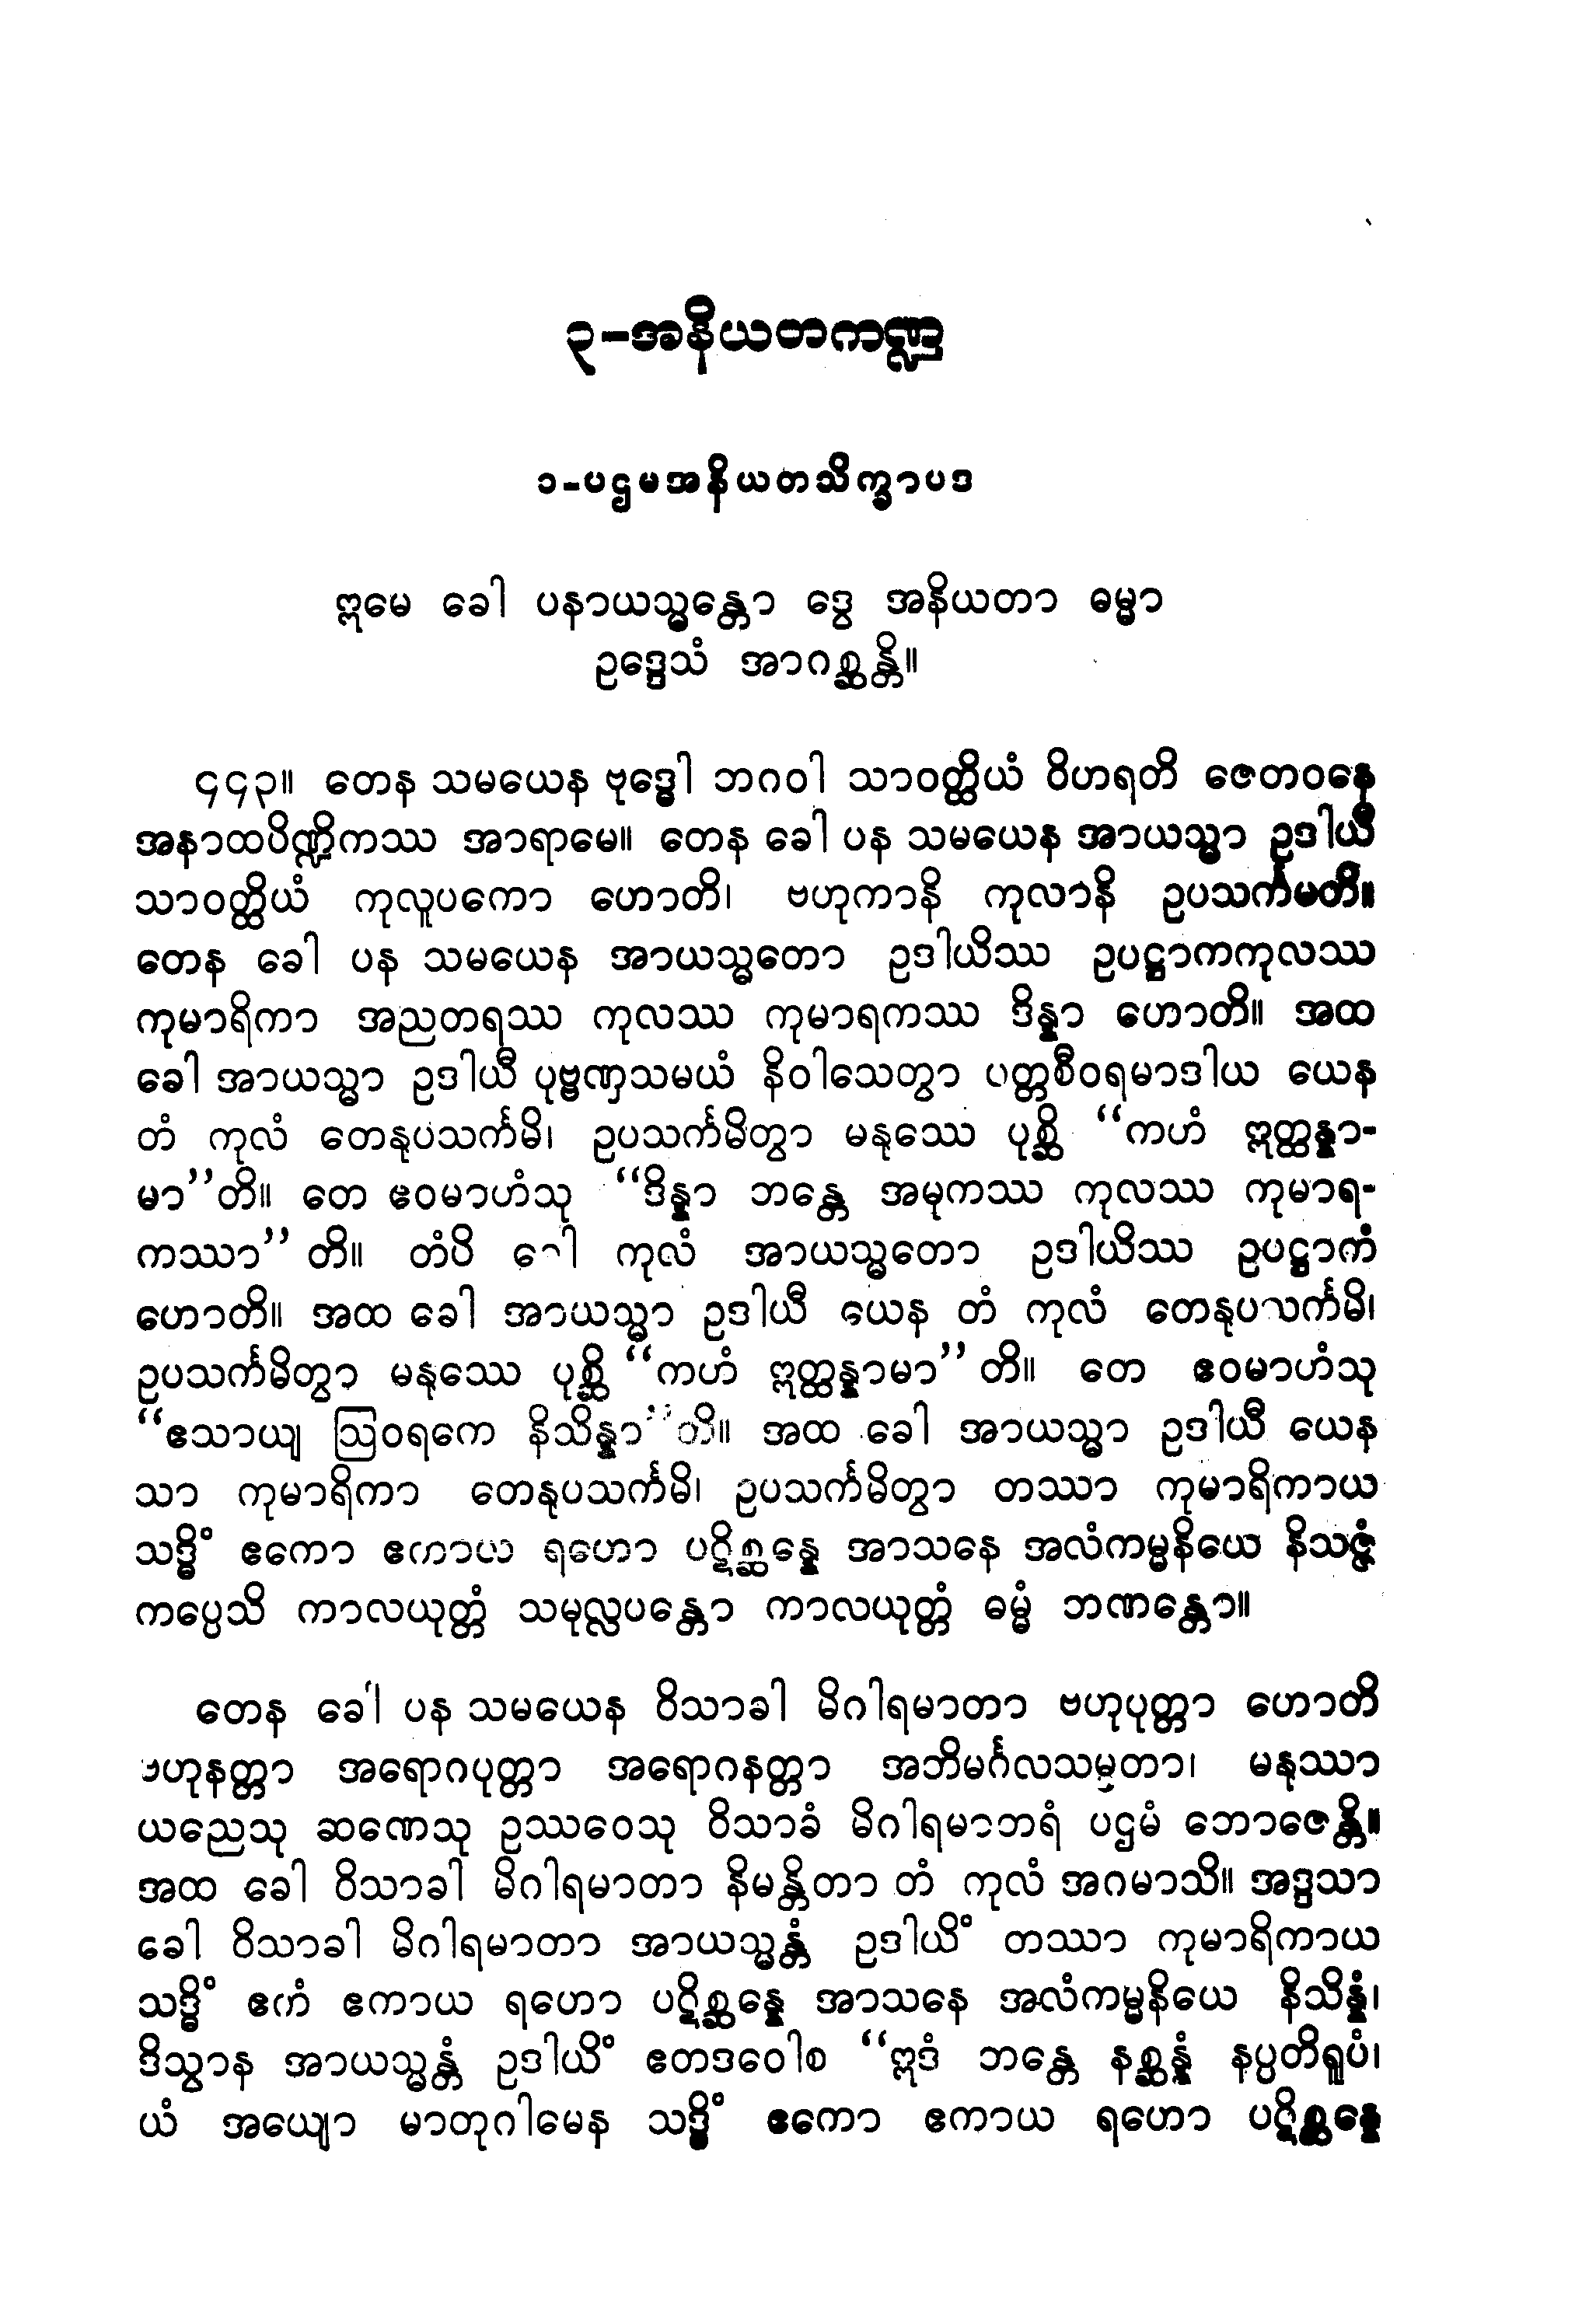 ၃-အနိယတကဏ္ဍ
၁-ပဌမအနိယတသိက္ခာပဒ
ဣမေ ခေါ ပနာယသ္မန္တော ဒွေ အနိယတာ ဓမ္မာ
ဥဒ္ဒေသံ အာဂစ္ဆန္တိ။
၄၄၃။ တေန သမယေန ဗုဒ္ဓေါ ဘဂဝါ သာဝတ္ထိယံ ဝိဟရတိ ဇေတဝနေ
အနာထပိဏ္ဍိကဿ အာရာမေ။ တေန ခေါ ပန သမယေန အာယသ္မာ ဥဒါယီ
သာဝတ္ထိယံ ကုလူပကော ဟောတိ၊ ဗဟုကာနိ ကုလာနိ ဥပသင်္ကမတိ။
တေန ခေါ ပန သမယေန အာယသ္မတော ဥဒါယိဿ ဥပဋ္ဌာကကုလဿ
ကုမာရိကာ အညတရဿ ကုလဿ ကုမာရကဿ ဒိန္နာ ဟောတိ။ အထ
ခေါ အာယသ္မာ ဥဒါယီ ပုဗ္ဗဏှသမယံ နိဝါသေတွာ ပတ္တစီဝရမာဒါယ ယေန
တံ ကုလံ တေနုပသင်္ကမိ၊ ဥပသင်္ကမိတွာ မနုဿေ ပုစ္ဆိ “ကဟံ ဣတ္ထန္နာ-
မာ”တိ။ တေ ဧဝမာဟံသု “ဒိန္နာ ဘန္တေ အမုကဿ ကုလဿ ကုမာရ-
ကဿာ” တိ။ တံပိ ခေါ ကုလံ အာယသ္မတော ဥဒါယိဿ ဥပဋ္ဌာကံ
ဟောတိ။ အထ ခေါ အာယသ္မာ ဥဒါယီ ယေန တံ ကုလံ တေနုပသင်္ကမိ၊
ဥပသင်္ကမိတွာ မနုဿေ ပုစ္ဆိ “ကဟံ ဣတ္ထန္နာမာ” တိ။ တေ ဧဝမာဟံသု
“ဧသာယျ ဩဝရကေ နိသိန္နာ”တိ။ အထ ခေါ အာယသ္မာ ဥဒါယီ ယေန
သာ ကုမာရိကာ တေနုပသင်္ကမိ၊ ဥပသင်္ကမိတွာ တဿာ ကုမာရိကာယ
သဒ္ဓိံ ဧကော ဧကာယ ရဟော ပဋိစ္ဆန္နေ အာသနေ အလံကမ္မနိယေ နိသဇ္ဇံ
ကပ္ပေသိ ကာလယုတ္တံ သမုလ္လပန္တော ကာလယုတ္တံ ဓမ္မံ ဘဏန္တော။
တေန ခေါ ပန သမယေန ဝိသာခါ မိဂါရမာတာ ဗဟုပုတ္တာ ဟောတိ
ဗဟုနတ္တာ အရောဂပုတ္တာ အရောဂနတ္တာ အဘိမင်္ဂလသမ္မတာ၊ မနုဿာ
ယညေသု ဆဏေသု ဥဿဝေသု ဝိသာခံ မိဂါရမာတရံ ပဌမံ ဘောဇေန္တိ။
အထ ခေါ ဝိသာခါ မိဂါရမာတာ နိမန္တိတာ တံ ကုလံ အဂမာသိ။ အဒ္ဒသာ
ခေါ ဝိသာခါ မိဂါရမာတာ အာယသ္မန္တံ ဥဒါယိံ တဿာ ကုမာရိကာယ
သဒ္ဓိံ ဧကံ ဧကာယ ရဟော ပဋိစ္ဆန္နေ အာသနေ အလံကမ္မနိယေ နိသိန္နံ၊
ဒိသွာန အာယသ္မန္တံ ဥဒါယိံ ဧတဒဝေါစ “ဣဒံ ဘန္တေ နစ္ဆန္နံ နပ္ပတိရူပံ၊
ယံ အယျော မာတုဂါမေန သဒ္ဓိံ ဧကော ဧကာယ ရဟော ပဋိစ္ဆန္နေ